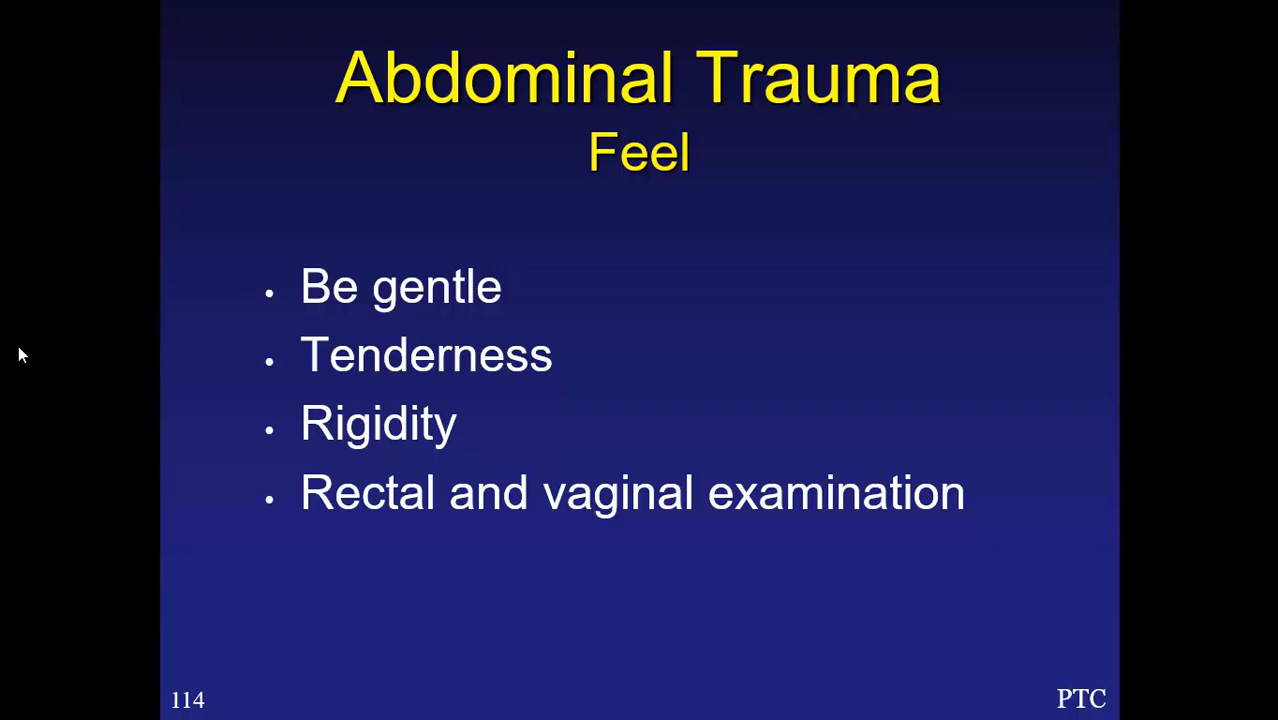 Abdominal Trauma
Feel
• Be gentle
• Tenderness
• Rigidity
• Rectal and vaginal examination
114
PTC